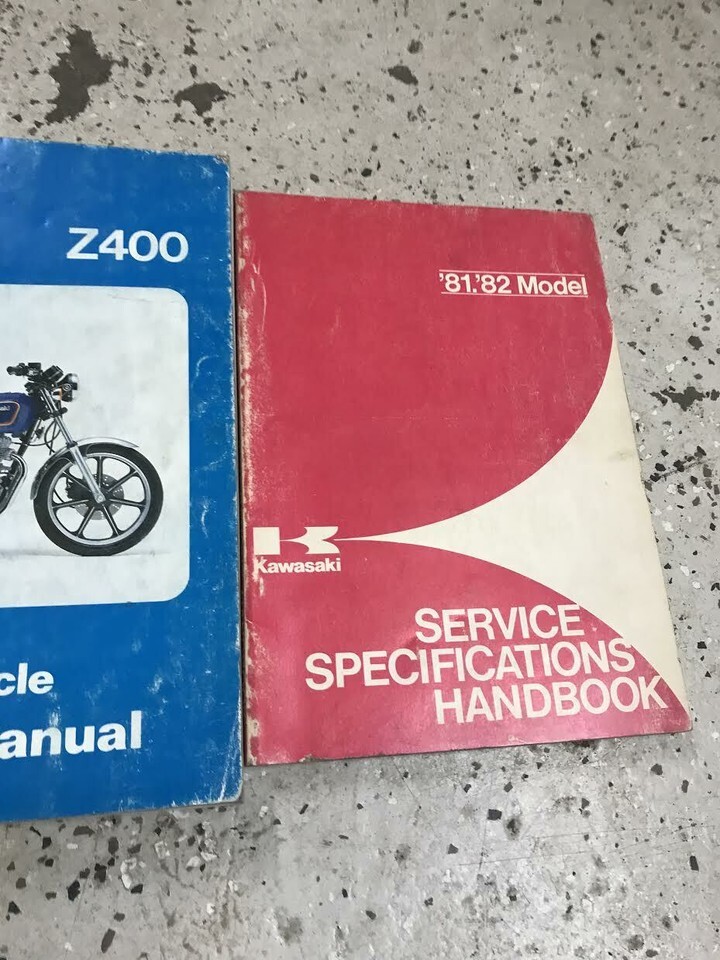 Z400
cle
anual
'81.'82 Model
Kawasaki
SERVICE
SPECIFICATIONS
HANDBOOK